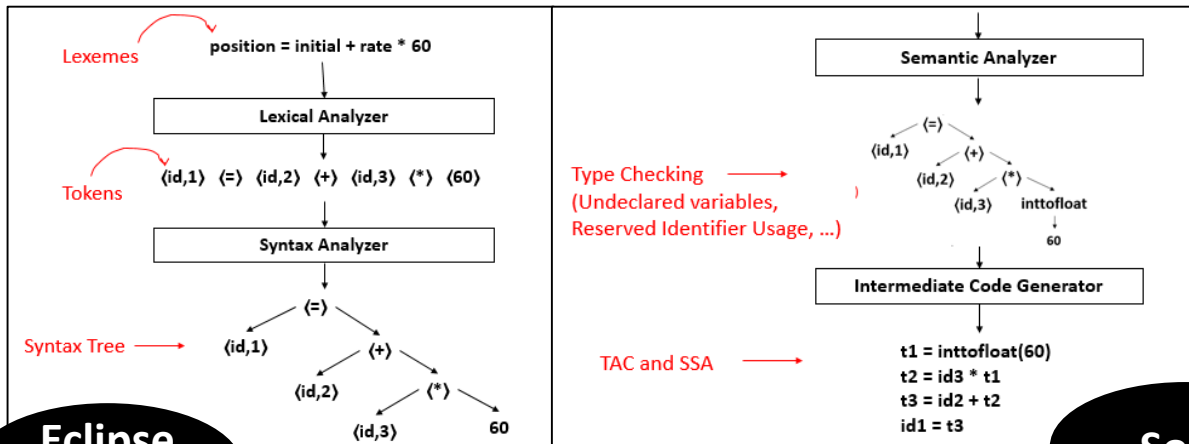 Lexemes
position = initial + rate * 60
Lexical Analyzer
Tokens
⟨id,1⟩ ⟨=⟩ ⟨id,2⟩ ⟨+⟩ ⟨id,3⟩ ⟨*⟩ ⟨60⟩
Syntax Analyzer
Syntax Tree
⟨=⟩
⟨id,1⟩
⟨+⟩
⟨id,2⟩
⟨*⟩
⟨id,3⟩
60
Eclipse
Semantic Analyzer
⟨=⟩
⟨id,1⟩
⟨+⟩
⟨id,2⟩
⟨*⟩
⟨id,3⟩
inttofloat
60
Type Checking
(Undeclared variables,
Reserved Identifier Usage, ...)
)
Intermediate Code Generator
TAC and SSA
t1 = inttofloat(60)
t2 = id3 * t1
t3 = id2 + t2
id1 = t3